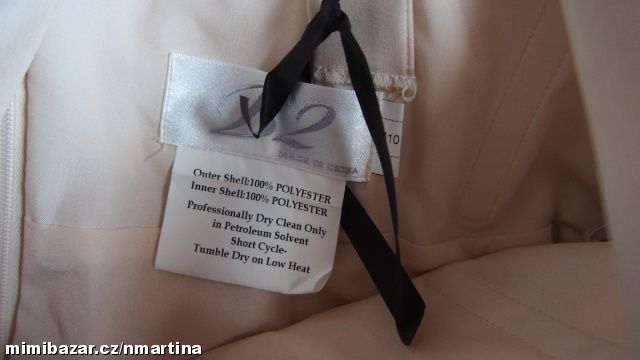 MADE IN CHINA
10
Outer Shell:100% POLYESTER
Inner Shell:100% POLYESTER
Professionally Dry Clean Only
in Petroleum Solvent
Short Cycle-
Tumble Dry on Low Heat
mimibazar.cz/nmartina